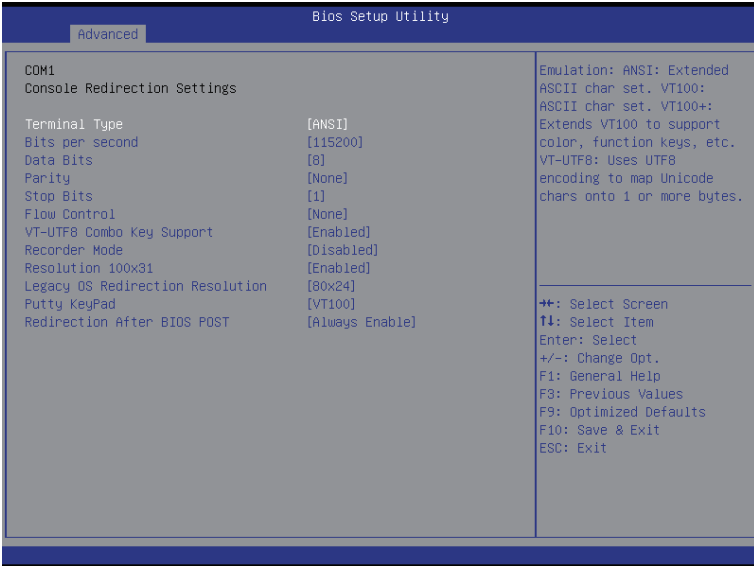 Bios Setup Utility
Advanced
COM1
Console Redirection Settings
Terminal Type [ANSI]
Bits per second [115200]
Data Bits [8]
Parity [None]
Stop Bits [1]
Flow Control [None]
VT-UTF8 Combo Key Support [Enabled]
Recorder Mode [Disabled]
Resolution 100x31 [Enabled]
Legacy OS Redirection Resolution [80x24]
Putty KeyPad [VT100]
Redirection After BIOS POST [Always Enable]
Emulation: ANSI: Extended
ASCII char set. VT100:
ASCII char set. VT100+:
Extends VT100 to support
color, function keys, etc.
VT-UTF8: Uses UTF8
encoding to map Unicode
chars onto 1 or more bytes.
→←: Select Screen
↑↓: Select Item
Enter: Select
+/-: Change Opt.
F1: General Help
F3: Previous Values
F9: Optimized Defaults
F10: Save & Exit
ESC: Exit